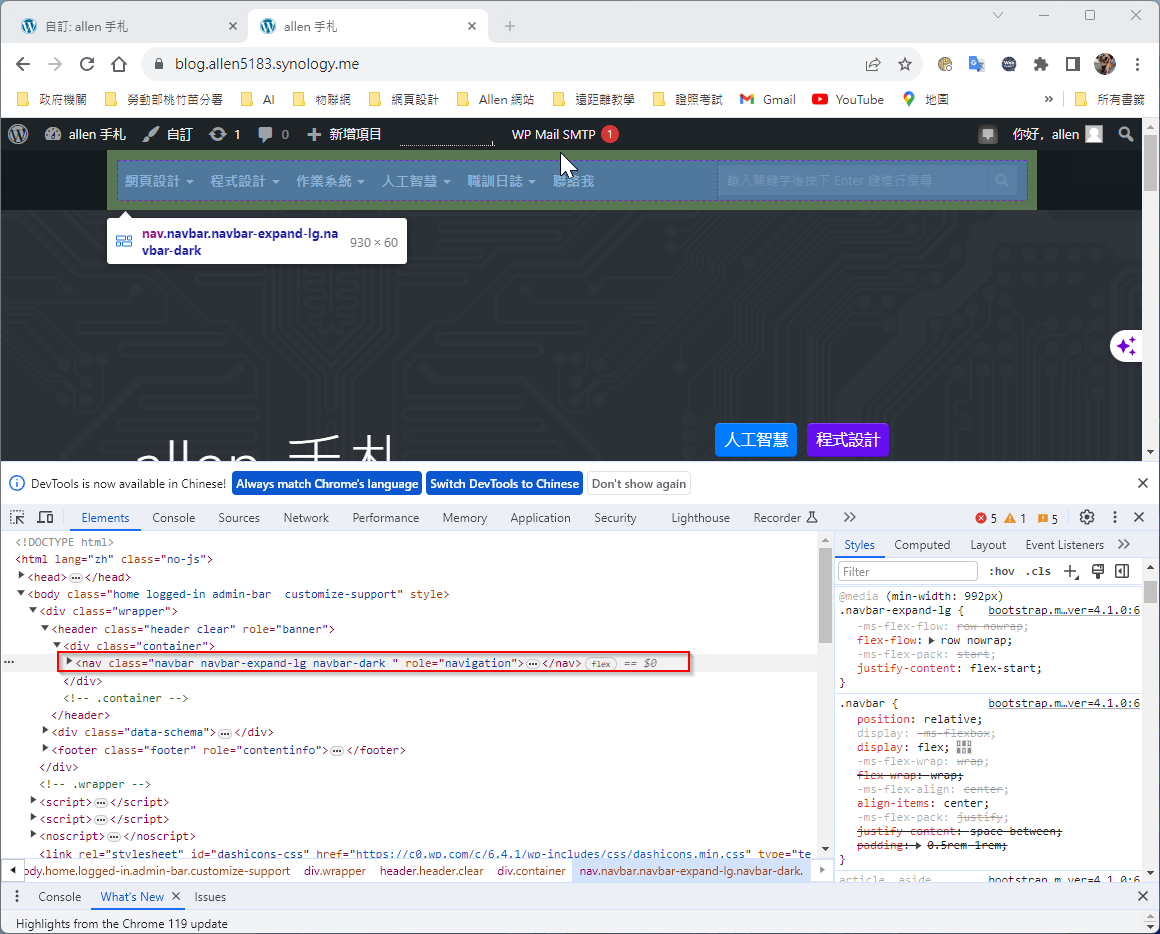 自訂: allen 手札
allen 手札
blog.allen5183.synology.me
政府機關 勞動部桃竹苗分署 AI 物聯網 網頁設計 Allen 網站 遠距離教學 證照考試 Gmail YouTube 地圖 » 所有書籤
allen 手札 自訂 1 0 新增項目 WP Mail SMTP 1 你好，allen
網頁設計 程式設計 作業系統 人工智慧 職訓日誌 聯絡我 輸入關鍵字後按下 Enter 鍵進行搜尋
nav.navbar.navbar-expand-lg.na
vbar-dark 930 × 60
allen 手札
人工智慧 程式設計
DevTools is now available in Chinese! Always match Chrome's language Switch DevTools to Chinese Don't show again
Elements Console Sources Network Performance Memory Application Security Lighthouse Recorder 5 1 5
<!DOCTYPE html>
<html lang="zh" class="no-js">
<head> … </head>
<body class="home logged-in admin-bar  customize-support" style>
<div class="wrapper">
<header class="header clear" role="banner">
<div class="container">
<nav class="navbar navbar-expand-lg navbar-dark " role="navigation"> … </nav> flex == $0
</div>
<!-- .container -->
</header>
<div class="data-schema"> … </div>
<footer class="footer" role="contentinfo"> … </footer>
</div>
<!-- .wrapper -->
<script> … </script>
<script> … </script>
<noscript> … </noscript>
<link rel="stylesheet" id="dashicons-css" href="https://c0.wp.com/c/6.4.1/wp-includes/css/dashicons.min.css" type="te
ody.home.logged-in.admin-bar.customize-support div.wrapper header.header.clear div.container nav.navbar.navbar-expand-lg.navbar-dark.
Styles Computed Layout Event Listeners
Filter :hov .cls
@media (min-width: 992px)
.navbar-expand-lg { bootstrap.m…ver=4.1.0:6
-ms-flex-flow: row nowrap;
flex-flow: row nowrap;
-ms-flex-pack: start;
justify-content: flex-start;
}
.navbar { bootstrap.m…ver=4.1.0:6
position: relative;
display: -ms-flexbox;
display: flex;
-ms-flex-wrap: wrap;
flex-wrap: wrap;
-ms-flex-align: center;
align-items: center;
-ms-flex-pack: justify;
justify-content: space-between;
padding: 0.5rem 1rem;
}
article, aside, bootstrap.m…ver=4.1.0:6
Console What's New Issues
Highlights from the Chrome 119 update